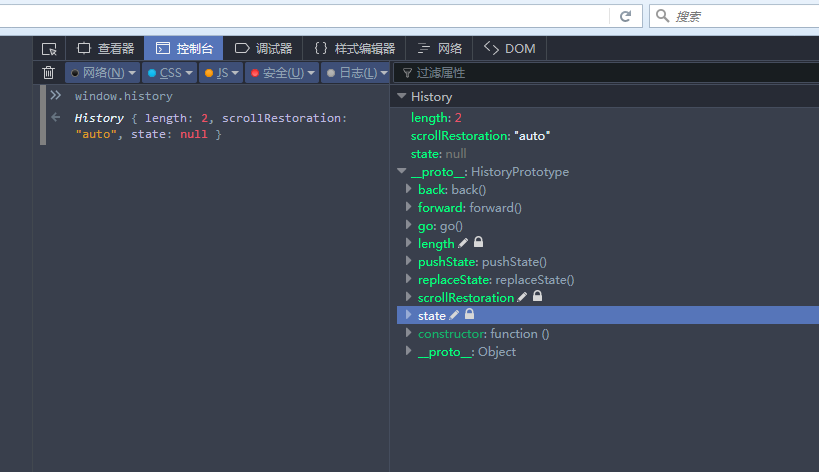 搜索
查看器 控制台 调试器 { } 样式编辑器 网络 DOM
网络(N) CSS JS 安全(U) 日志(L) 过滤属性
window.history
History { length: 2, scrollRestoration:
"auto", state: null }
History
length: 2
scrollRestoration: "auto"
state: null
__proto__: HistoryPrototype
back: back()
forward: forward()
go: go()
length
pushState: pushState()
replaceState: replaceState()
scrollRestoration
state
constructor: function ()
__proto__: Object